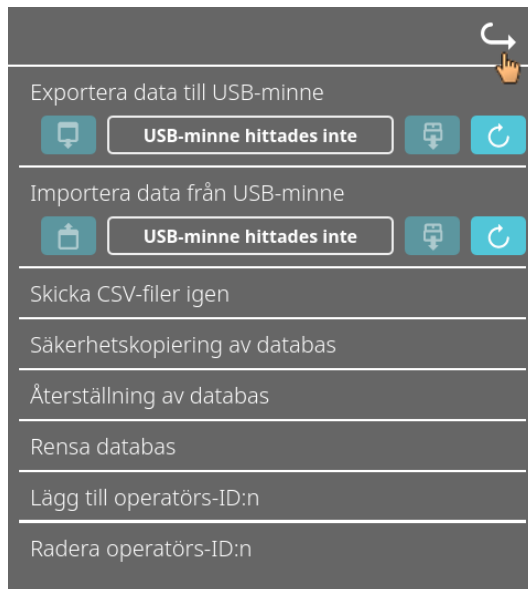 Exportera data till USB-minne
USB-minne hittades inte
Importera data från USB-minne
USB-minne hittades inte
Skicka CSV-filer igen
Säkerhetskopiering av databas
Återställning av databas
Rensa databas
Lägg till operatörs-ID:n
Radera operatörs-ID:n